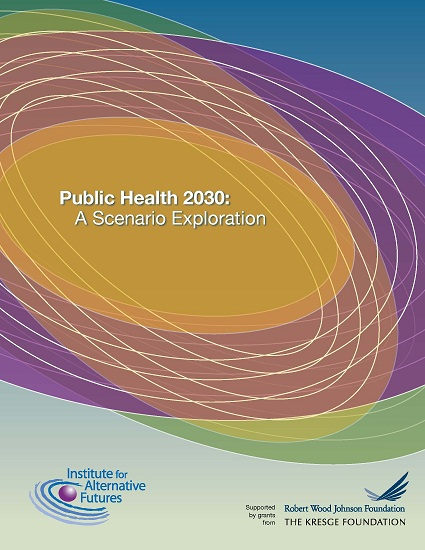 Public Health 2030:
A Scenario Exploration
Institute for
Alternative
Futures
Supported
by grants
from
Robert Wood Johnson Foundation
THE KRESGE FOUNDATION